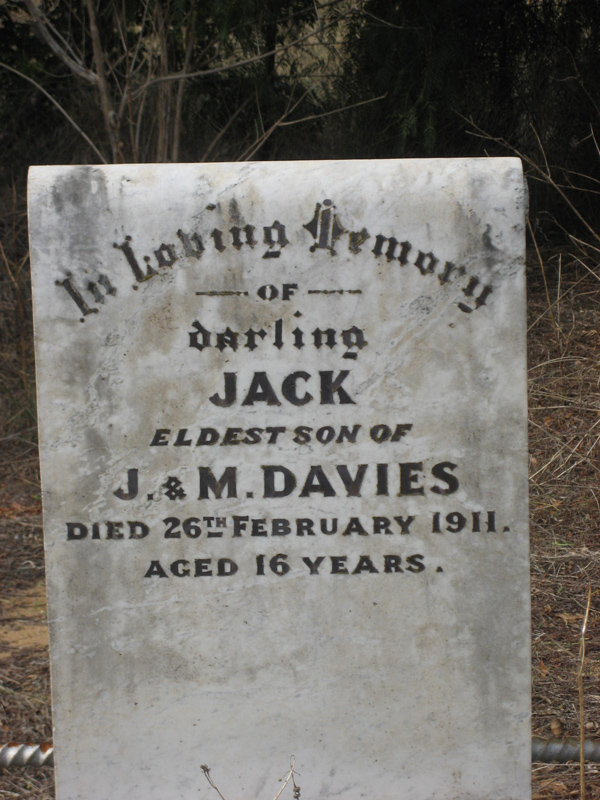 In Loving Memory
OF
darling
JACK
ELDEST SON OF
J. & M. DAVIES
DIED 26TH FEBRUARY 1911.
AGED 16 YEARS.